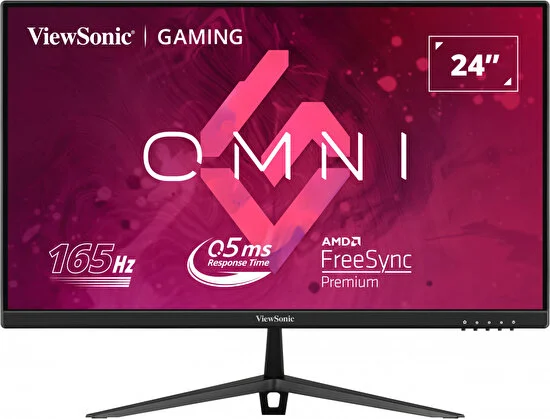 ViewSonic | GAMING
24"
OMNI
165Hz
0.5ms
Response Time
AMD
FreeSync
Premium
ViewSonic